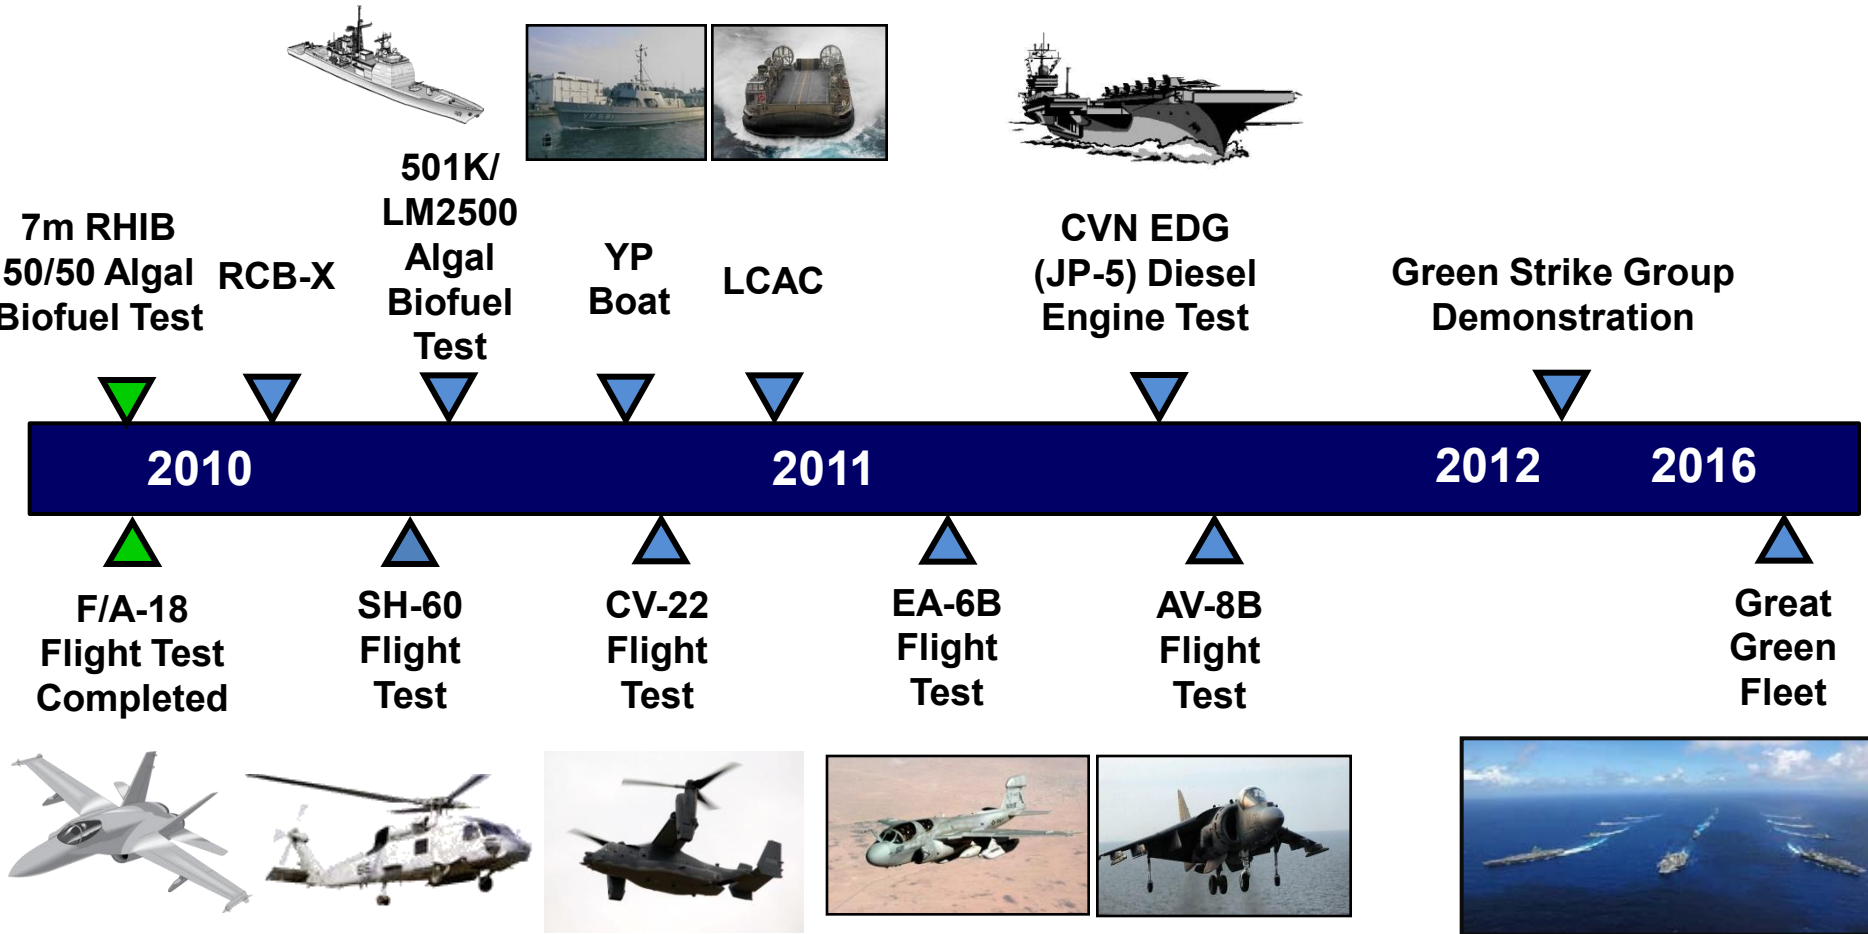 501K/
LM2500
Algal
Biofuel
Test
7m RHIB
50/50 Algal
Biofuel Test
RCB-X
YP
Boat
LCAC
CVN EDG
(JP-5) Diesel
Engine Test
Green Strike Group
Demonstration
2010
2011
2012
2016
F/A-18
Flight Test
Completed
SH-60
Flight
Test
CV-22
Flight
Test
EA-6B
Flight
Test
AV-8B
Flight
Test
Great
Green
Fleet